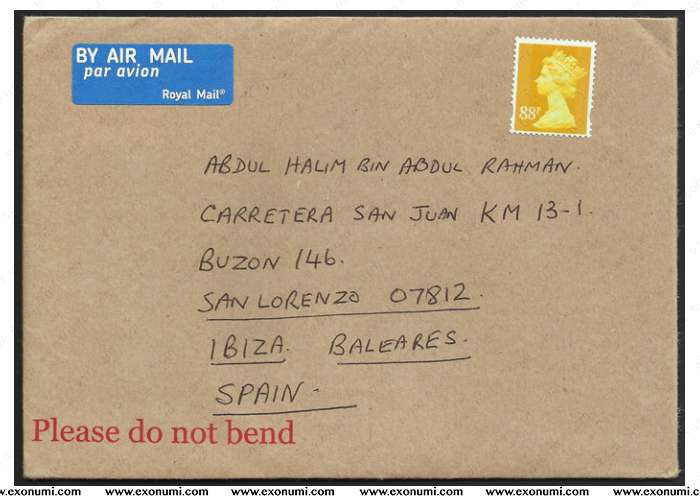 BY AIR MAIL
par avion
Royal Mail®
88P
ABDUL HALIM BIN ABDUL RAHMAN.
CARRETERA SAN JUAN KM 13-1.
BUZON 146.
SAN LORENZO 07812.
IBIZA. BALEARES.
SPAIN.
Please do not bend
www.exonumi.com www.exonumi.com www.exonumi.com www.exonumi.com www.exonumi.com www.exonumi.com